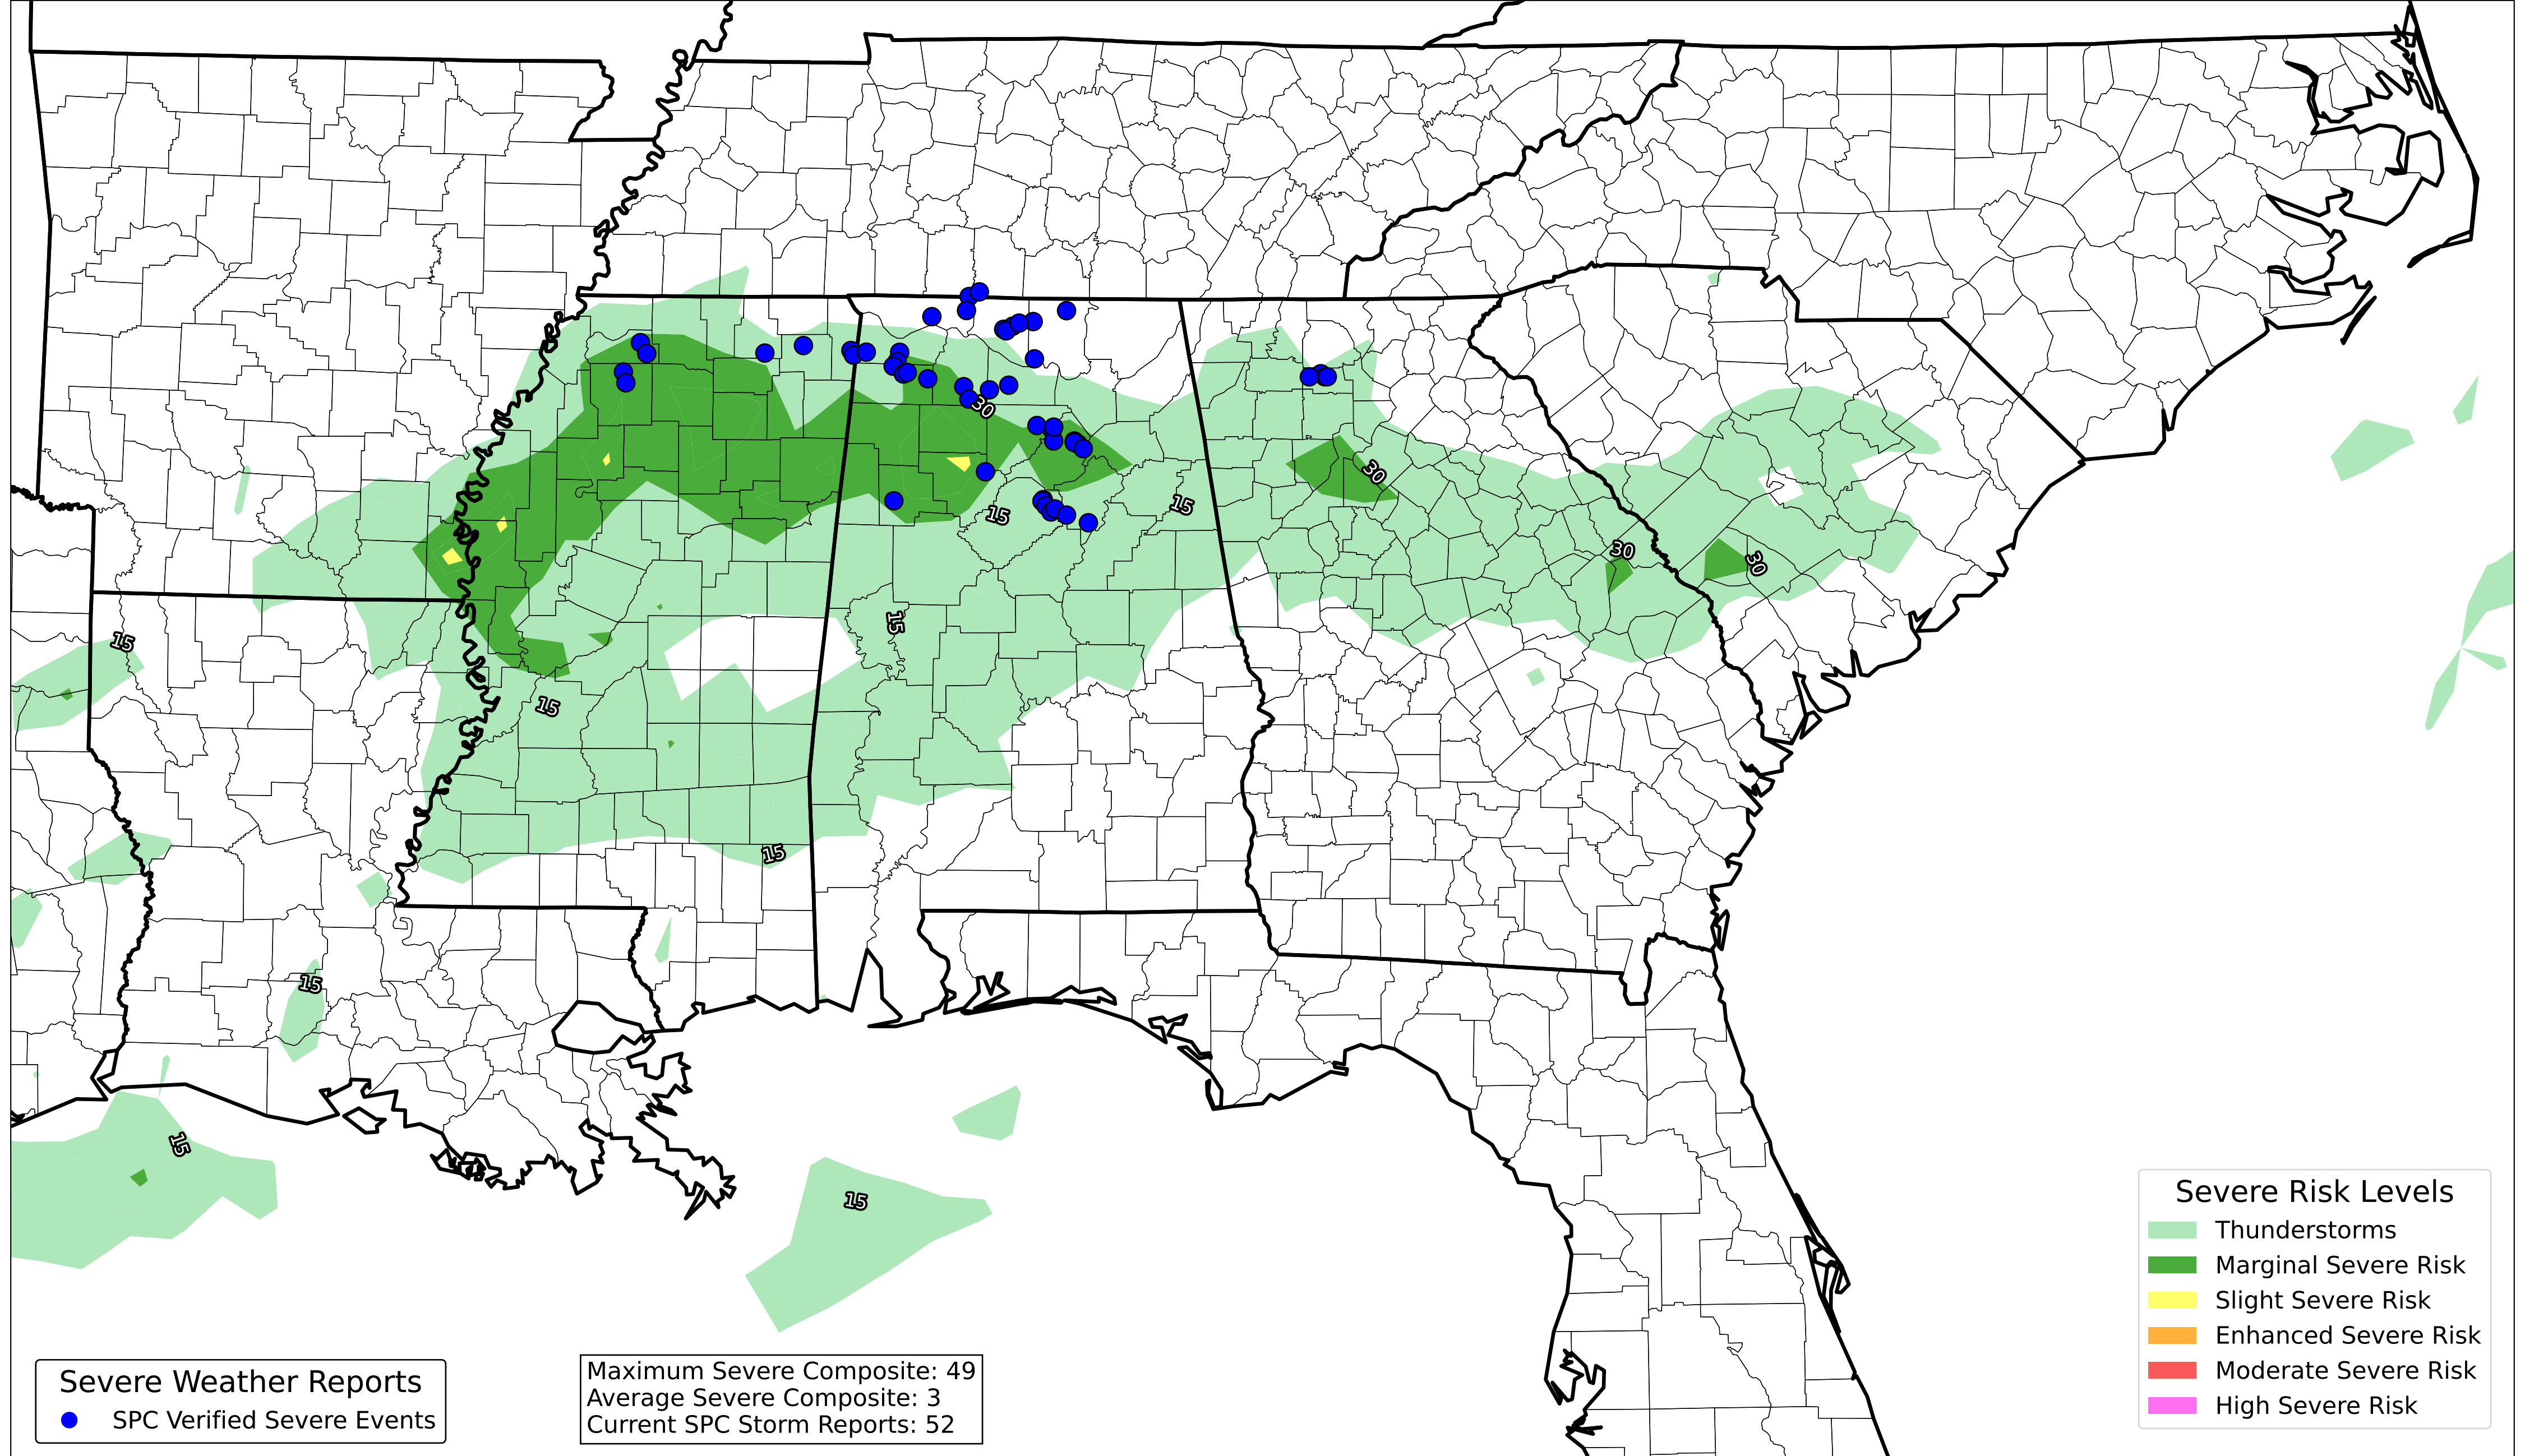 30
30
15
15
30
30
15
15
15
15
15
15
15
Severe Risk Levels
Thunderstorms
Marginal Severe Risk
Slight Severe Risk
Enhanced Severe Risk
Moderate Severe Risk
High Severe Risk
Severe Weather Reports
SPC Verified Severe Events
Maximum Severe Composite: 49
Average Severe Composite: 3
Current SPC Storm Reports: 52